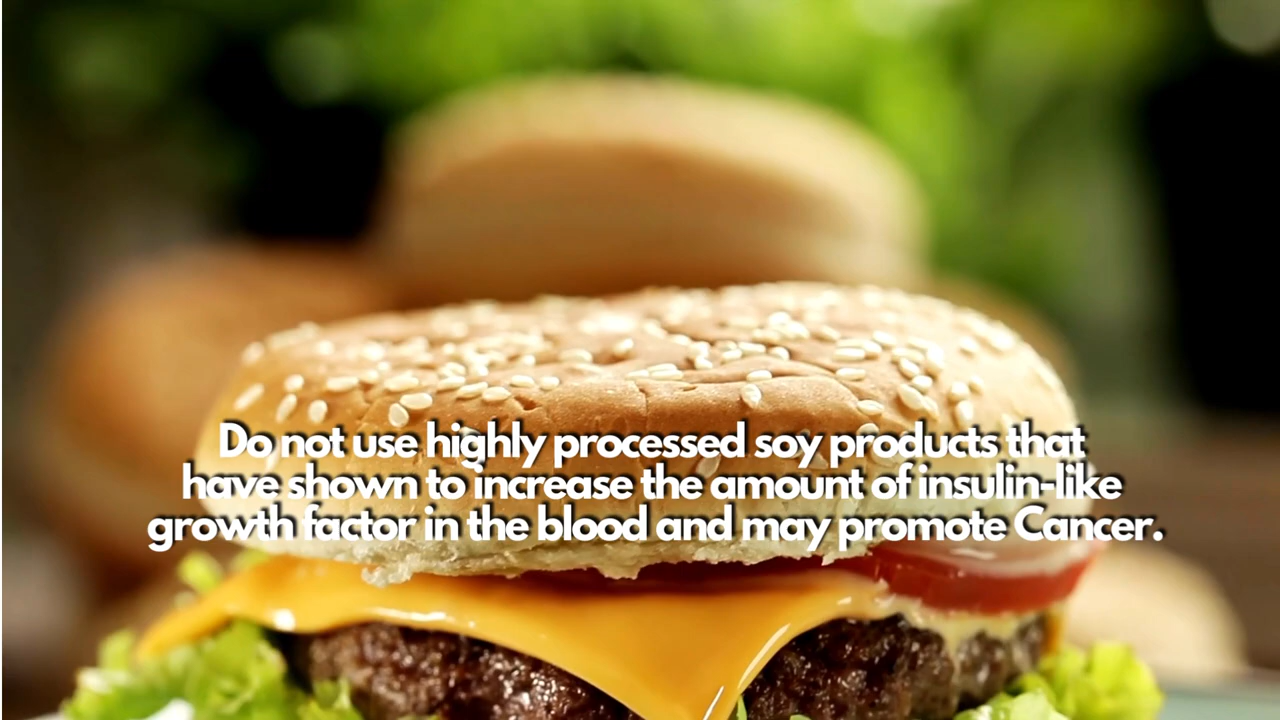 Do not use highly processed soy products that
have shown to increase the amount of insulin-like
growth factor in the blood and may promote Cancer.